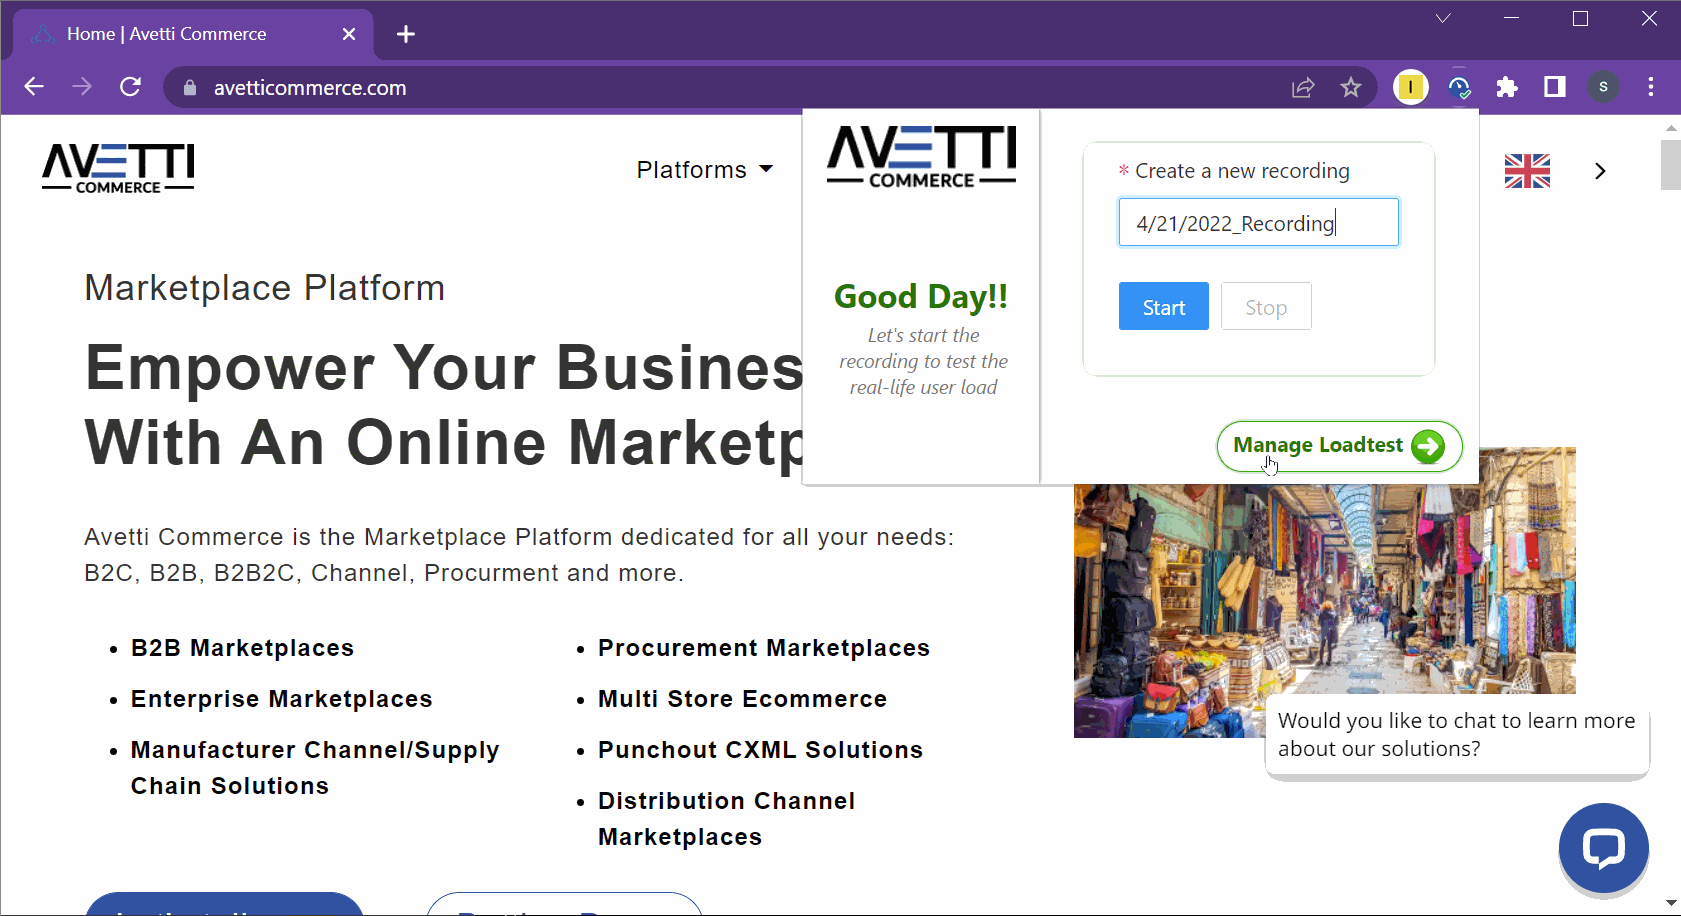 Home | Avetti Commerce
avetticommerce.com
S
AVETTI
COMMERCE
Platforms
AVETTI
COMMERCE
Good Day!!
Let's start the
recording to test the
real-life user load
* Create a new recording
4/21/2022_Recording
Start
Stop
Manage Loadtest
Marketplace Platform
Empower Your Busines
With An Online Marketp
Avetti Commerce is the Marketplace Platform dedicated for all your needs:
B2C, B2B, B2B2C, Channel, Procurment and more.
B2B Marketplaces
Enterprise Marketplaces
Manufacturer Channel/Supply
Chain Solutions
Procurement Marketplaces
Multi Store Ecommerce
Punchout CXML Solutions
Distribution Channel
Marketplaces
Would you like to chat to learn more
about our solutions?